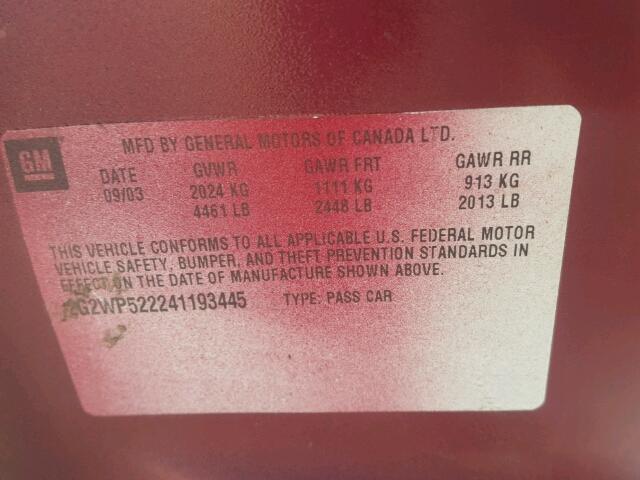 GM
MFD BY GENERAL MOTORS OF CANADA LTD.
DATE GVWR GAWR FRT GAWR RR
09/03 2024 KG 1111 KG 913 KG
4461 LB 2448 LB 2013 LB
THIS VEHICLE CONFORMS TO ALL APPLICABLE U.S. FEDERAL MOTOR
VEHICLE SAFETY, BUMPER, AND THEFT PREVENTION STANDARDS IN
EFFECT ON THE DATE OF MANUFACTURE SHOWN ABOVE.
2G2WP522241193445 TYPE: PASS CAR